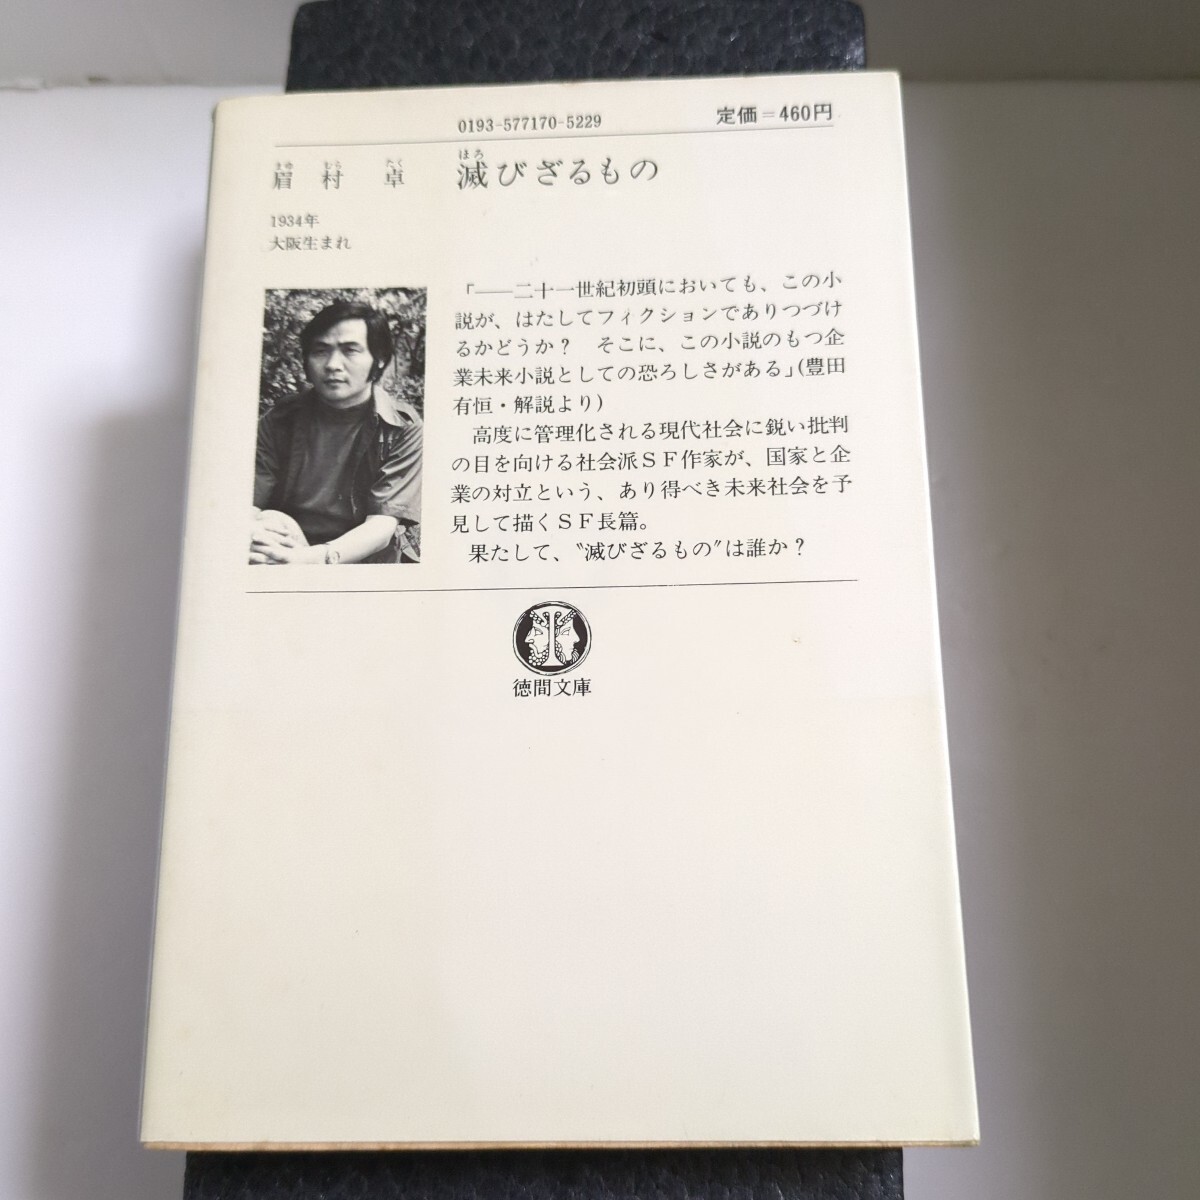 0193-577170-5229
定価=460円
まゆ むら たく
眉村 卓
ほろ
滅びざるもの
1934年
大阪生まれ
「――二十一世紀初頭においても、この小
説が、はたしてフィクションでありつづけ
るかどうか? そこに、この小説のもつ企
業未来小説としての恐ろしさがある」(豊田
有恒・解説より)
高度に管理化される現代社会に鋭い批判
の目を向ける社会派SF作家が、国家と企
業の対立という、あり得べき未来社会を予
見して描くSF長篇。
果たして、〝滅びざるもの〟は誰か?
徳間文庫